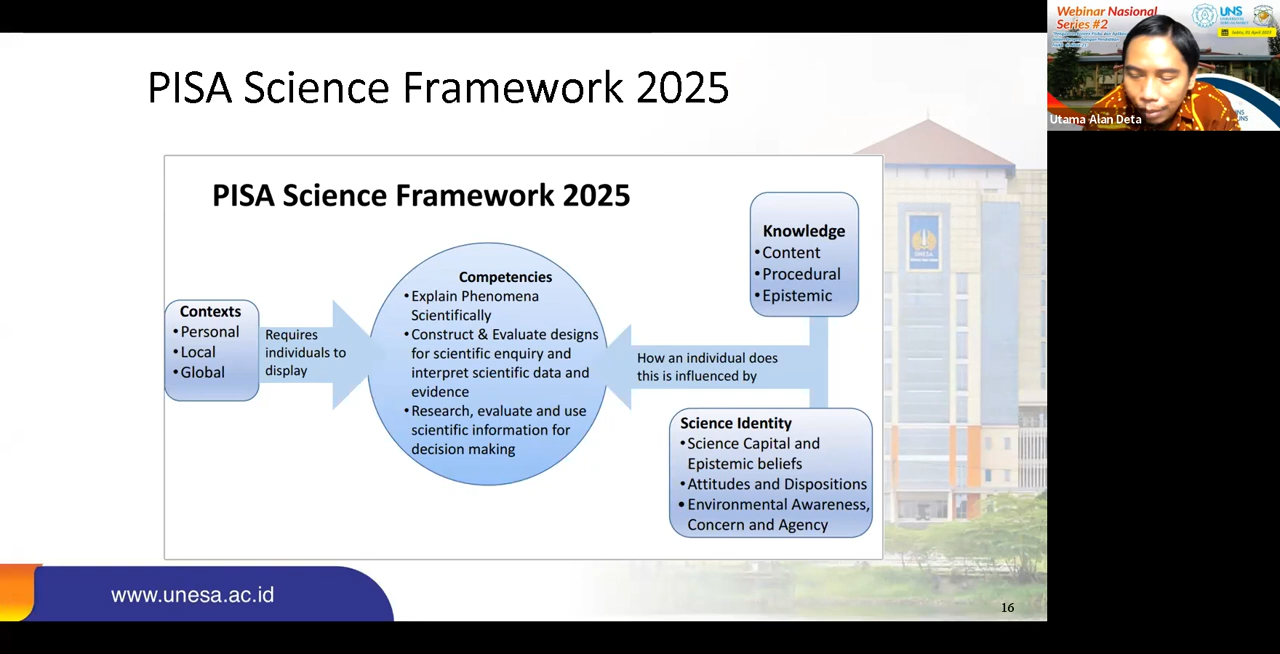 PISA Science Framework 2025
PISA Science Framework 2025
Contexts
•Personal
•Local
•Global
Requires
individuals to
display
Competencies
•Explain Phenomena
Scientifically
•Construct & Evaluate designs
for scientific enquiry and
interpret scientific data and
evidence
•Research, evaluate and use
scientific information for
decision making
How an individual does
this is influenced by
Knowledge
•Content
•Procedural
•Epistemic
Science Identity
•Science Capital and
Epistemic beliefs
•Attitudes and Dispositions
•Environmental Awareness,
Concern and Agency
www.unesa.ac.id
16
UNESA
Webinar Nasional
Series #2
UNS
Utama Alan Deta